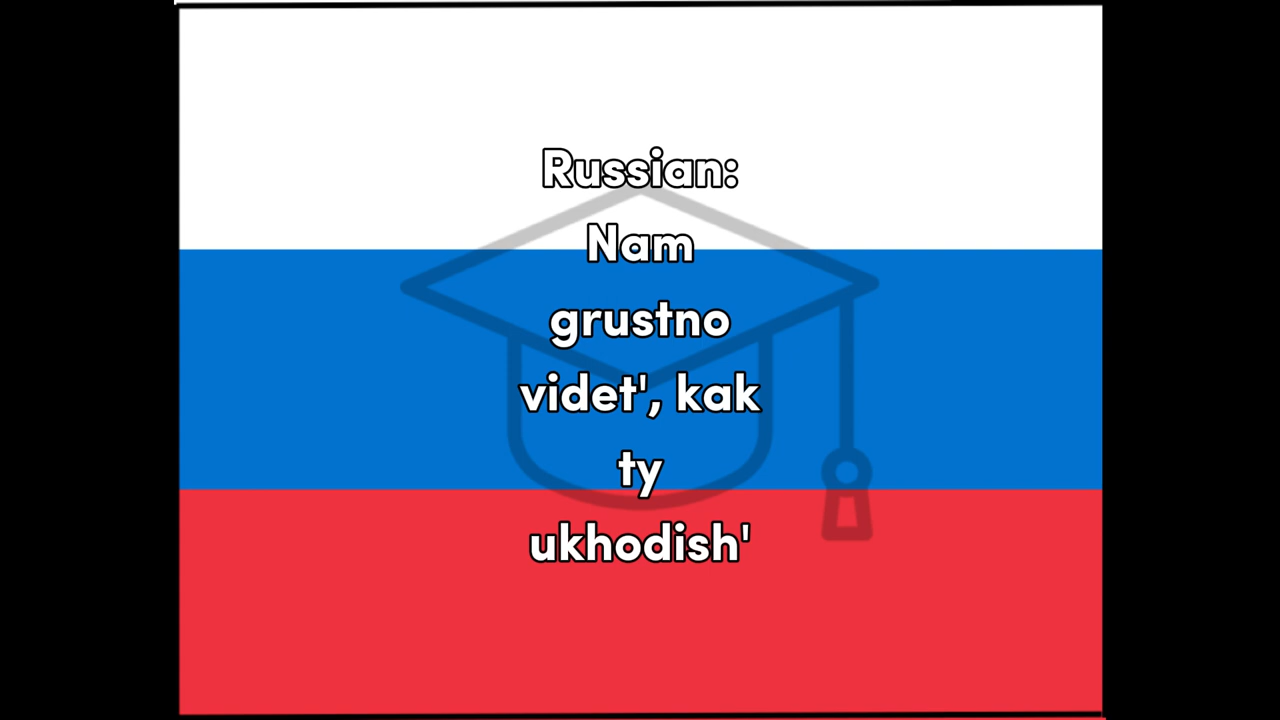 Russian:
Nam
grustno
videt', kak
ty
ukhodish'